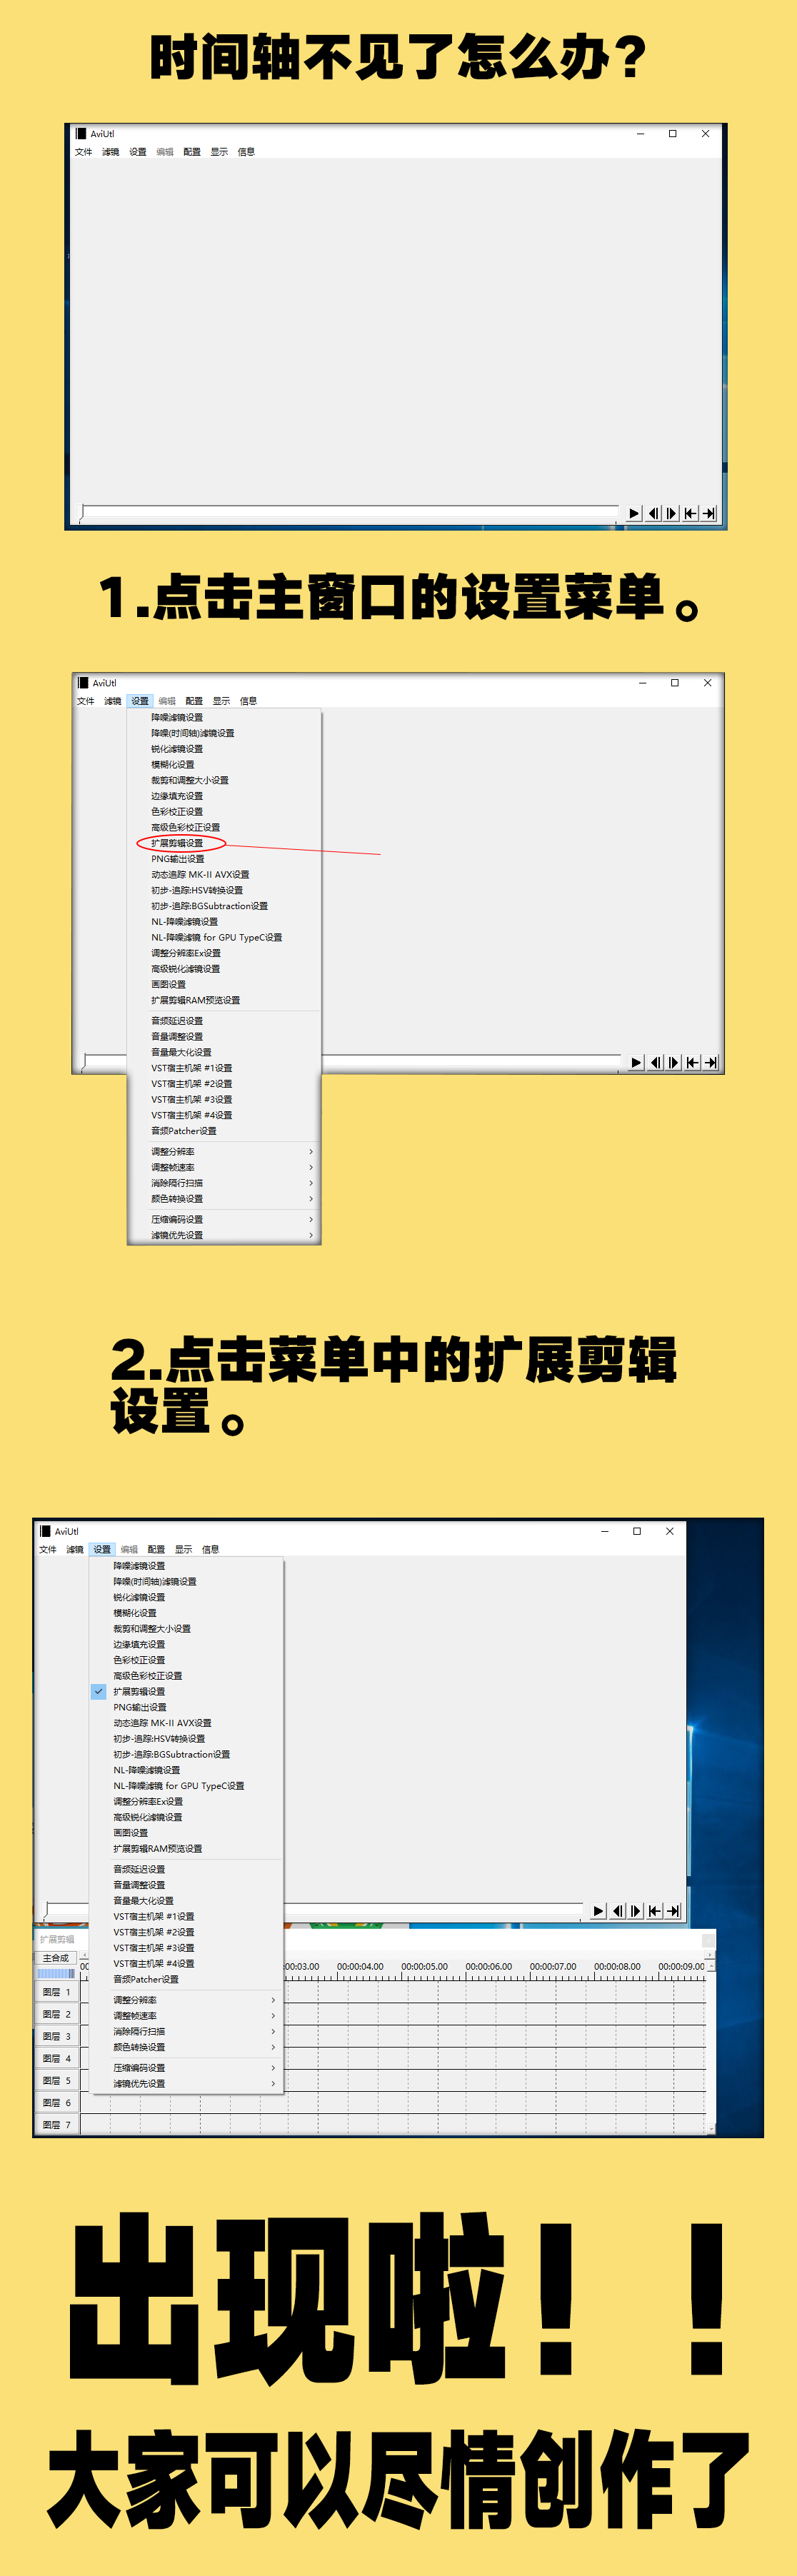 时间轴不见了怎么办?
AviUtl
文件 滤镜 设置 编辑 配置 显示 信息
1.点击主窗口的设置菜单。
AviUtl
文件 滤镜 设置 编辑 配置 显示 信息
降噪滤镜设置
降噪(时间轴)滤镜设置
锐化滤镜设置
模糊化设置
裁剪和调整大小设置
边缘填充设置
色彩校正设置
高级色彩校正设置
扩展剪辑设置
PNG输出设置
动态追踪 MK-II AVX设置
初步-追踪:HSV转换设置
初步-追踪:BGSubtraction设置
NL-降噪滤镜设置
NL-降噪滤镜 for GPU TypeC设置
调整分辨率Ex设置
高级锐化滤镜设置
画图设置
扩展剪辑RAM预览设置
音频延迟设置
音量调整设置
音量最大化设置
VST宿主机架 #1设置
VST宿主机架 #2设置
VST宿主机架 #3设置
VST宿主机架 #4设置
音频Patcher设置
调整分辨率
调整帧速率
消除隔行扫描
颜色转换设置
压缩编码设置
滤镜优先设置
2.点击菜单中的扩展剪辑
设置。
AviUtl
文件 滤镜 设置 编辑 配置 显示 信息
降噪滤镜设置
降噪(时间轴)滤镜设置
锐化滤镜设置
模糊化设置
裁剪和调整大小设置
边缘填充设置
色彩校正设置
高级色彩校正设置
扩展剪辑设置
PNG输出设置
动态追踪 MK-II AVX设置
初步-追踪:HSV转换设置
初步-追踪:BGSubtraction设置
NL-降噪滤镜设置
NL-降噪滤镜 for GPU TypeC设置
调整分辨率Ex设置
高级锐化滤镜设置
画图设置
扩展剪辑RAM预览设置
音频延迟设置
音量调整设置
音量最大化设置
VST宿主机架 #1设置
VST宿主机架 #2设置
VST宿主机架 #3设置
VST宿主机架 #4设置
音频Patcher设置
调整分辨率
调整帧速率
消除隔行扫描
颜色转换设置
压缩编码设置
滤镜优先设置
扩展剪辑
主合成
00 :00:03.00 00:00:04.00 00:00:05.00 00:00:06.00 00:00:07.00 00:00:08.00 00:00:09.00
图层 1
图层 2
图层 3
图层 4
图层 5
图层 6
图层 7
出现啦！！
大家可以尽情创作了